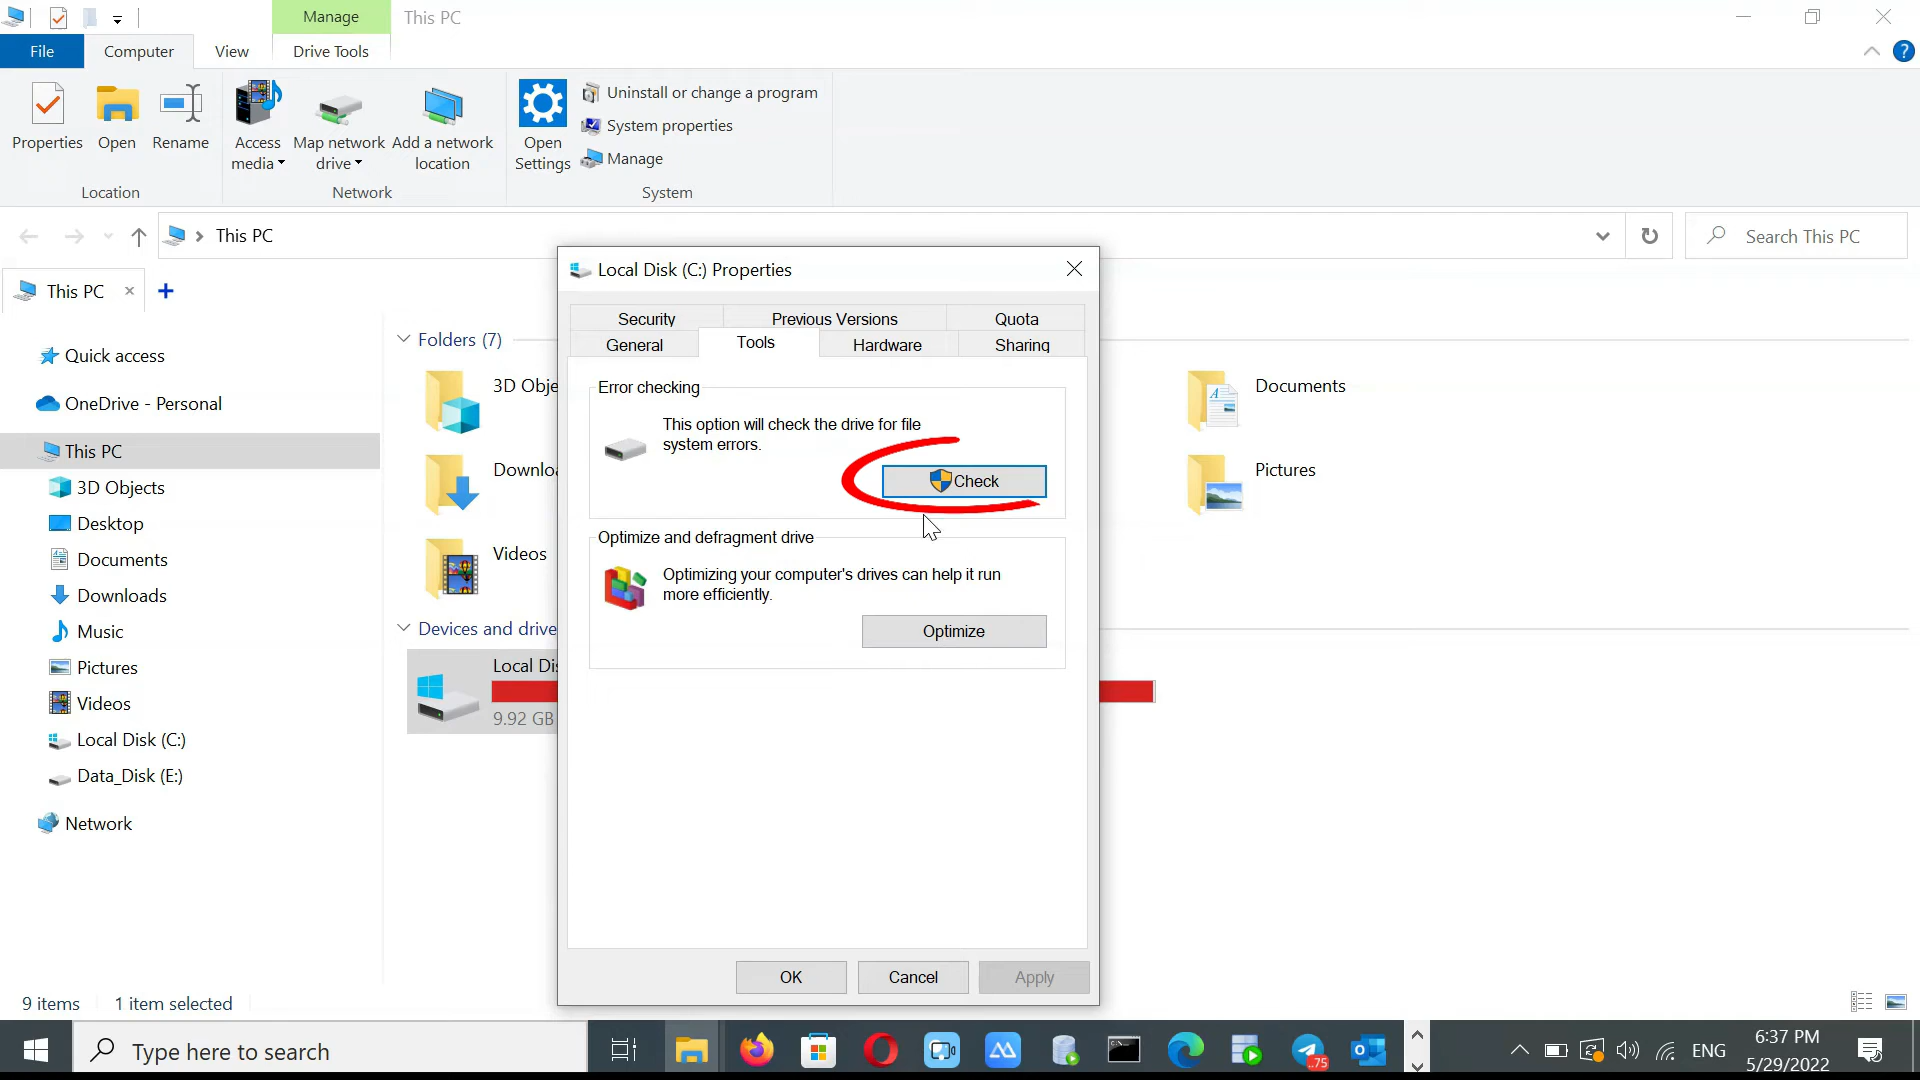 Manage
This PC
File
Computer
View
Drive Tools
Properties
Open
Rename
Access
media
Map network
drive
Add a network
location
Open
Settings
Uninstall or change a program
System properties
Manage
Location
Network
System
This PC
Search This PC
This PC
Quick access
OneDrive - Personal
This PC
3D Objects
Desktop
Documents
Downloads
Music
Pictures
Videos
Local Disk (C:)
Data_Disk (E:)
Network
Folders (7)
3D Obje
Downloa
Videos
Documents
Pictures
Devices and drive
Local Dis
9.92 GB
Local Disk (C:) Properties
Security
Previous Versions
Quota
General
Tools
Hardware
Sharing
Error checking
This option will check the drive for file
system errors.
Check
Optimize and defragment drive
Optimizing your computer's drives can help it run
more efficiently.
Optimize
OK
Cancel
Apply
9 items
1 item selected
Type here to search
.75
ENG
6:37 PM
5/29/2022